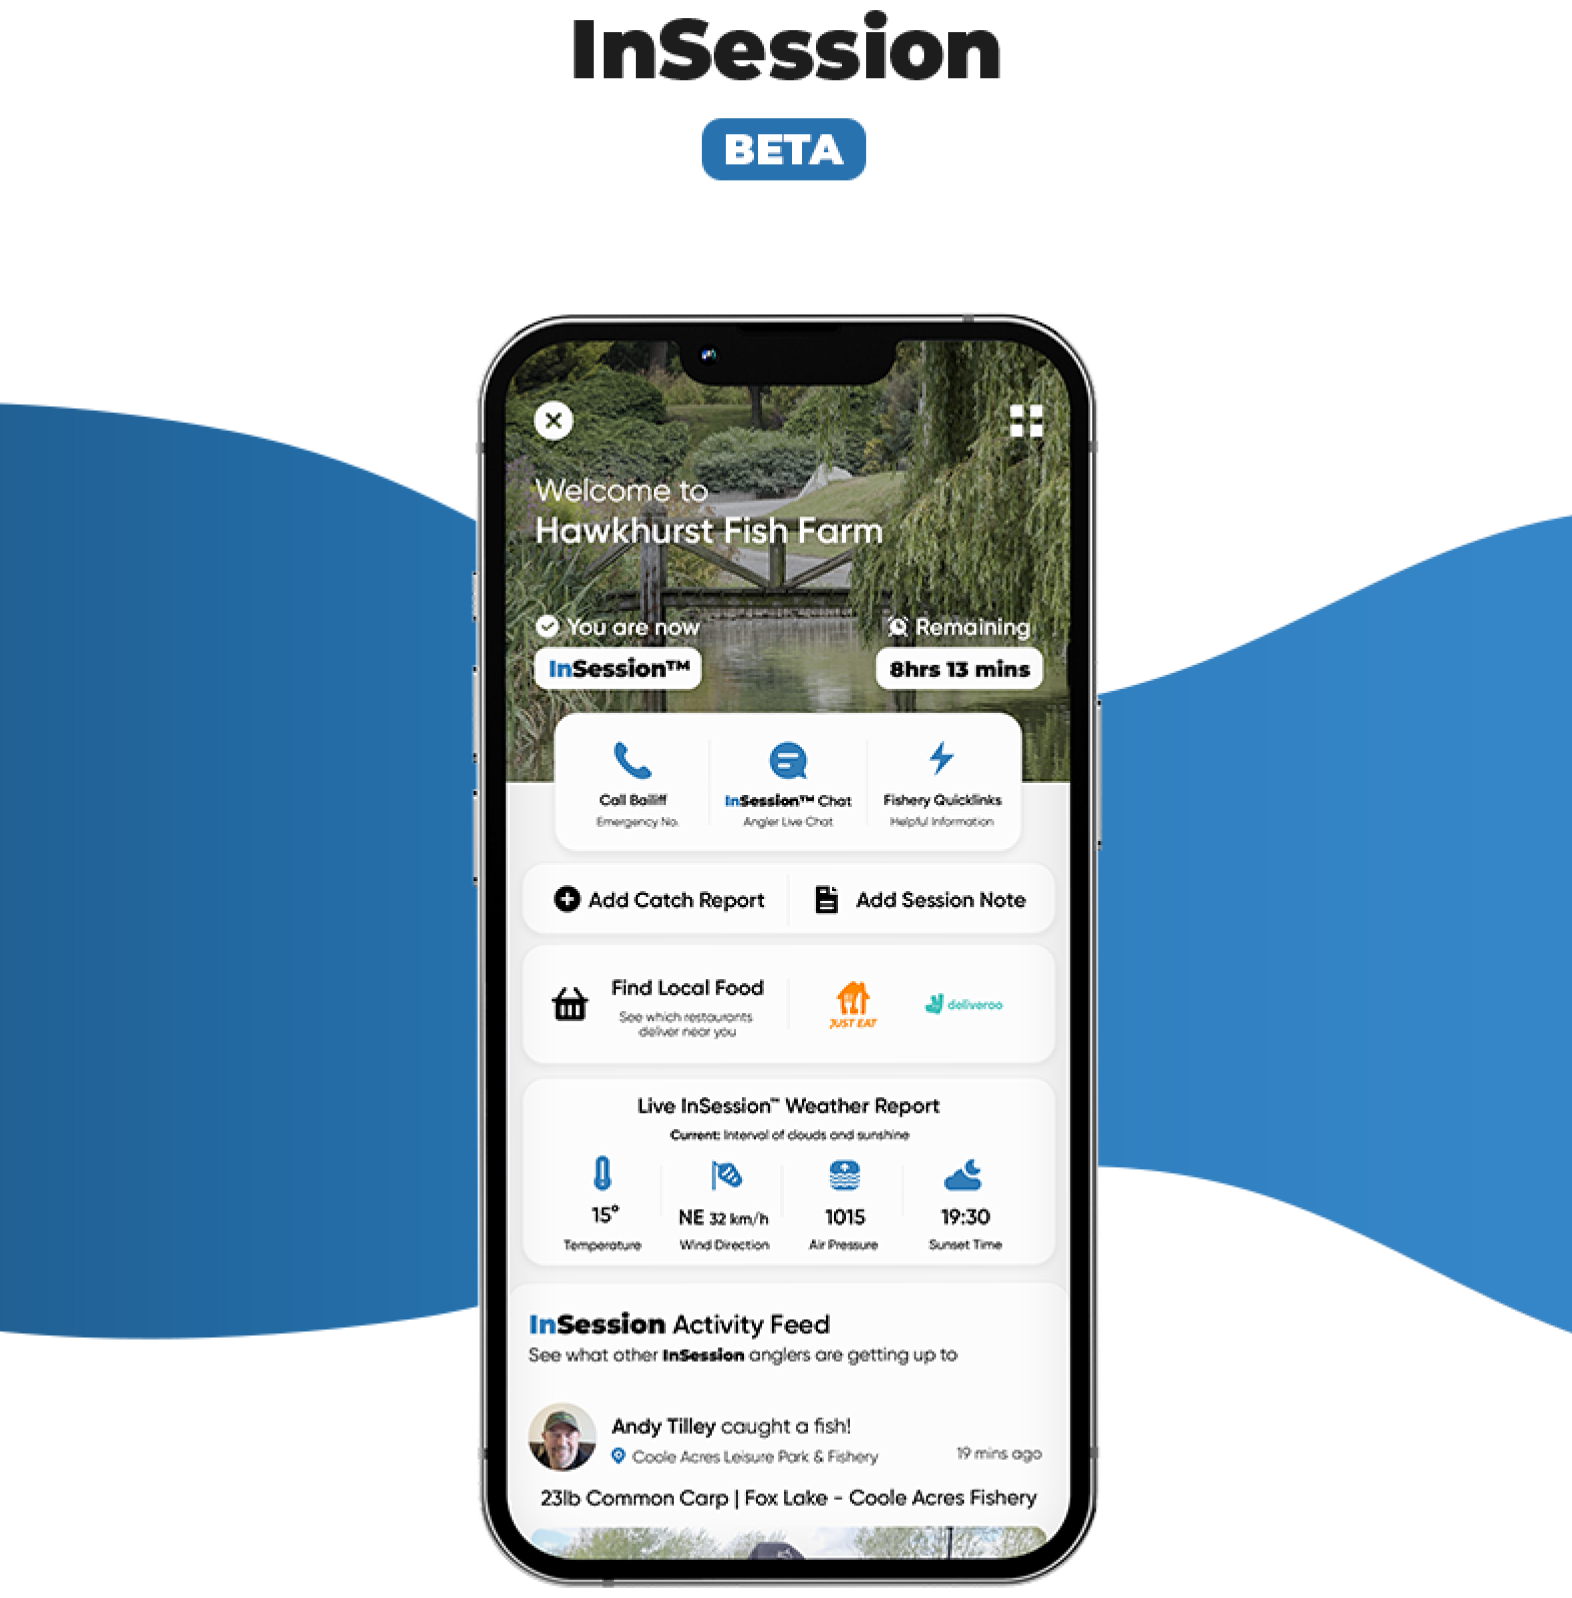 InSession
BETA
Welcome to
Hawkhurst Fish Farm
You are now
Remaining
InSession™
8hrs 13 mins
Call Bailiff
InSession™ Chat
Fishery Quicklinks
Emergency No.
Angler Live Chat
Helpful Information
Add Catch Report
Add Session Note
Find Local Food
See which restaurants
deliver near you
JUST EAT
deliveroo
Live InSession™ Weather Report
Current: Interval of clouds and sunshine
15°
NE 32 km/h
1015
19:30
Temperature
Wind Direction
Air Pressure
Sunset Time
InSession Activity Feed
See what other InSession anglers are getting up to
Andy Tilley caught a fish!
Coole Acres Leisure Park & Fishery
19 mins ago
23lb Common Carp | Fox Lake - Coole Acres Fishery